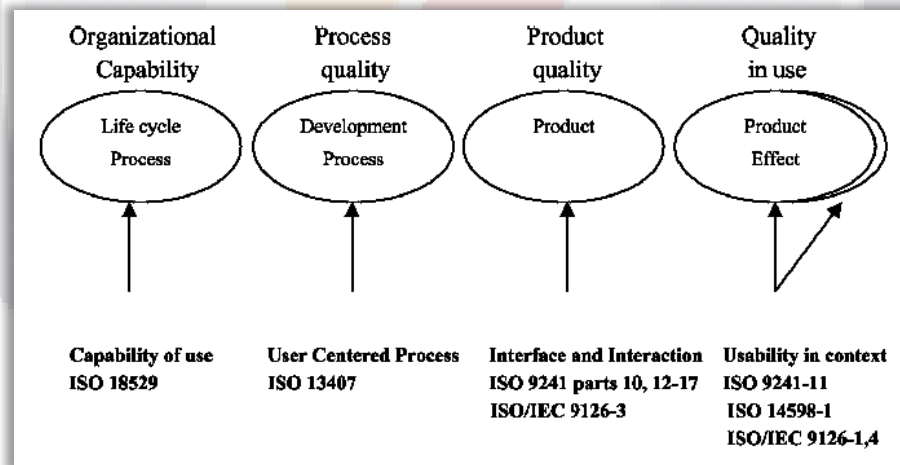 Organizational
Capability
Process
quality
Product
quality
Quality
in use
Life cycle
Process
Development
Process
Product
Product
Effect
Capability of use
ISO 18529
User Centered Process
ISO 13407
Interface and Interaction
ISO 9241 parts 10, 12-17
ISO/IEC 9126-3
Usability in context
ISO 9241-11
ISO 14598-1
ISO/IEC 9126-1,4